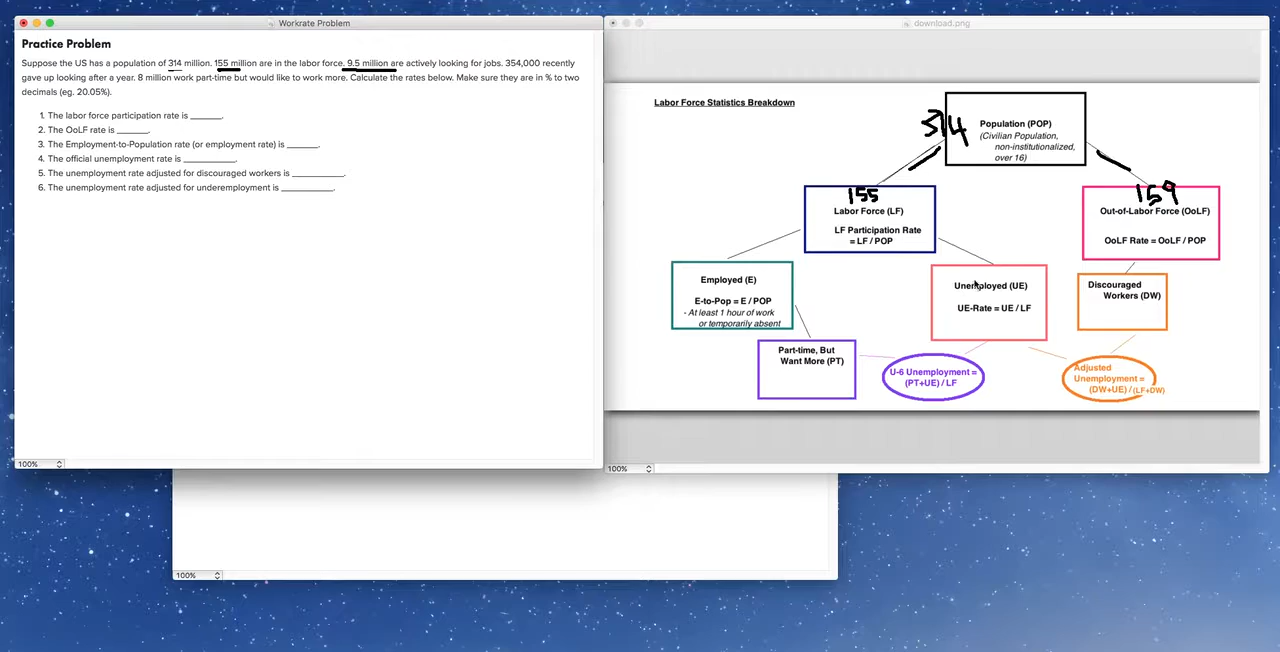 Workrate Problem
Practice Problem
Suppose the US has a population of 314 million. 155 million are in the labor force. 9.5 million are actively looking for jobs. 354,000 recently
gave up looking after a year. 8 million work part-time but would like to work more. Calculate the rates below. Make sure they are in % to two
decimals (eg. 20.05%).
1. The labor force participation rate is ______.
2. The OoLF rate is ______.
3. The Employment-to-Population rate (or employment rate) is ______.
4. The official unemployment rate is __________.
5. The unemployment rate adjusted for discouraged workers is __________.
6. The unemployment rate adjusted for underemployment is __________.
100%
100%
download.png
Labor Force Statistics Breakdown
314
Population (POP)
(Civilian Population,
non-institutionalized,
over 16)
155
Labor Force (LF)
LF Participation Rate
= LF / POP
159
Out-of-Labor Force (OoLF)
OoLF Rate = OoLF / POP
Employed (E)
E-to-Pop = E / POP
- At least 1 hour of work
or temporarily absent
Unemployed (UE)
UE-Rate = UE / LF
Discouraged
Workers (DW)
Part-time, But
Want More (PT)
U-6 Unemployment =
(PT+UE) / LF
Adjusted
Unemployment =
(DW+UE) / (LF+DW)
100%